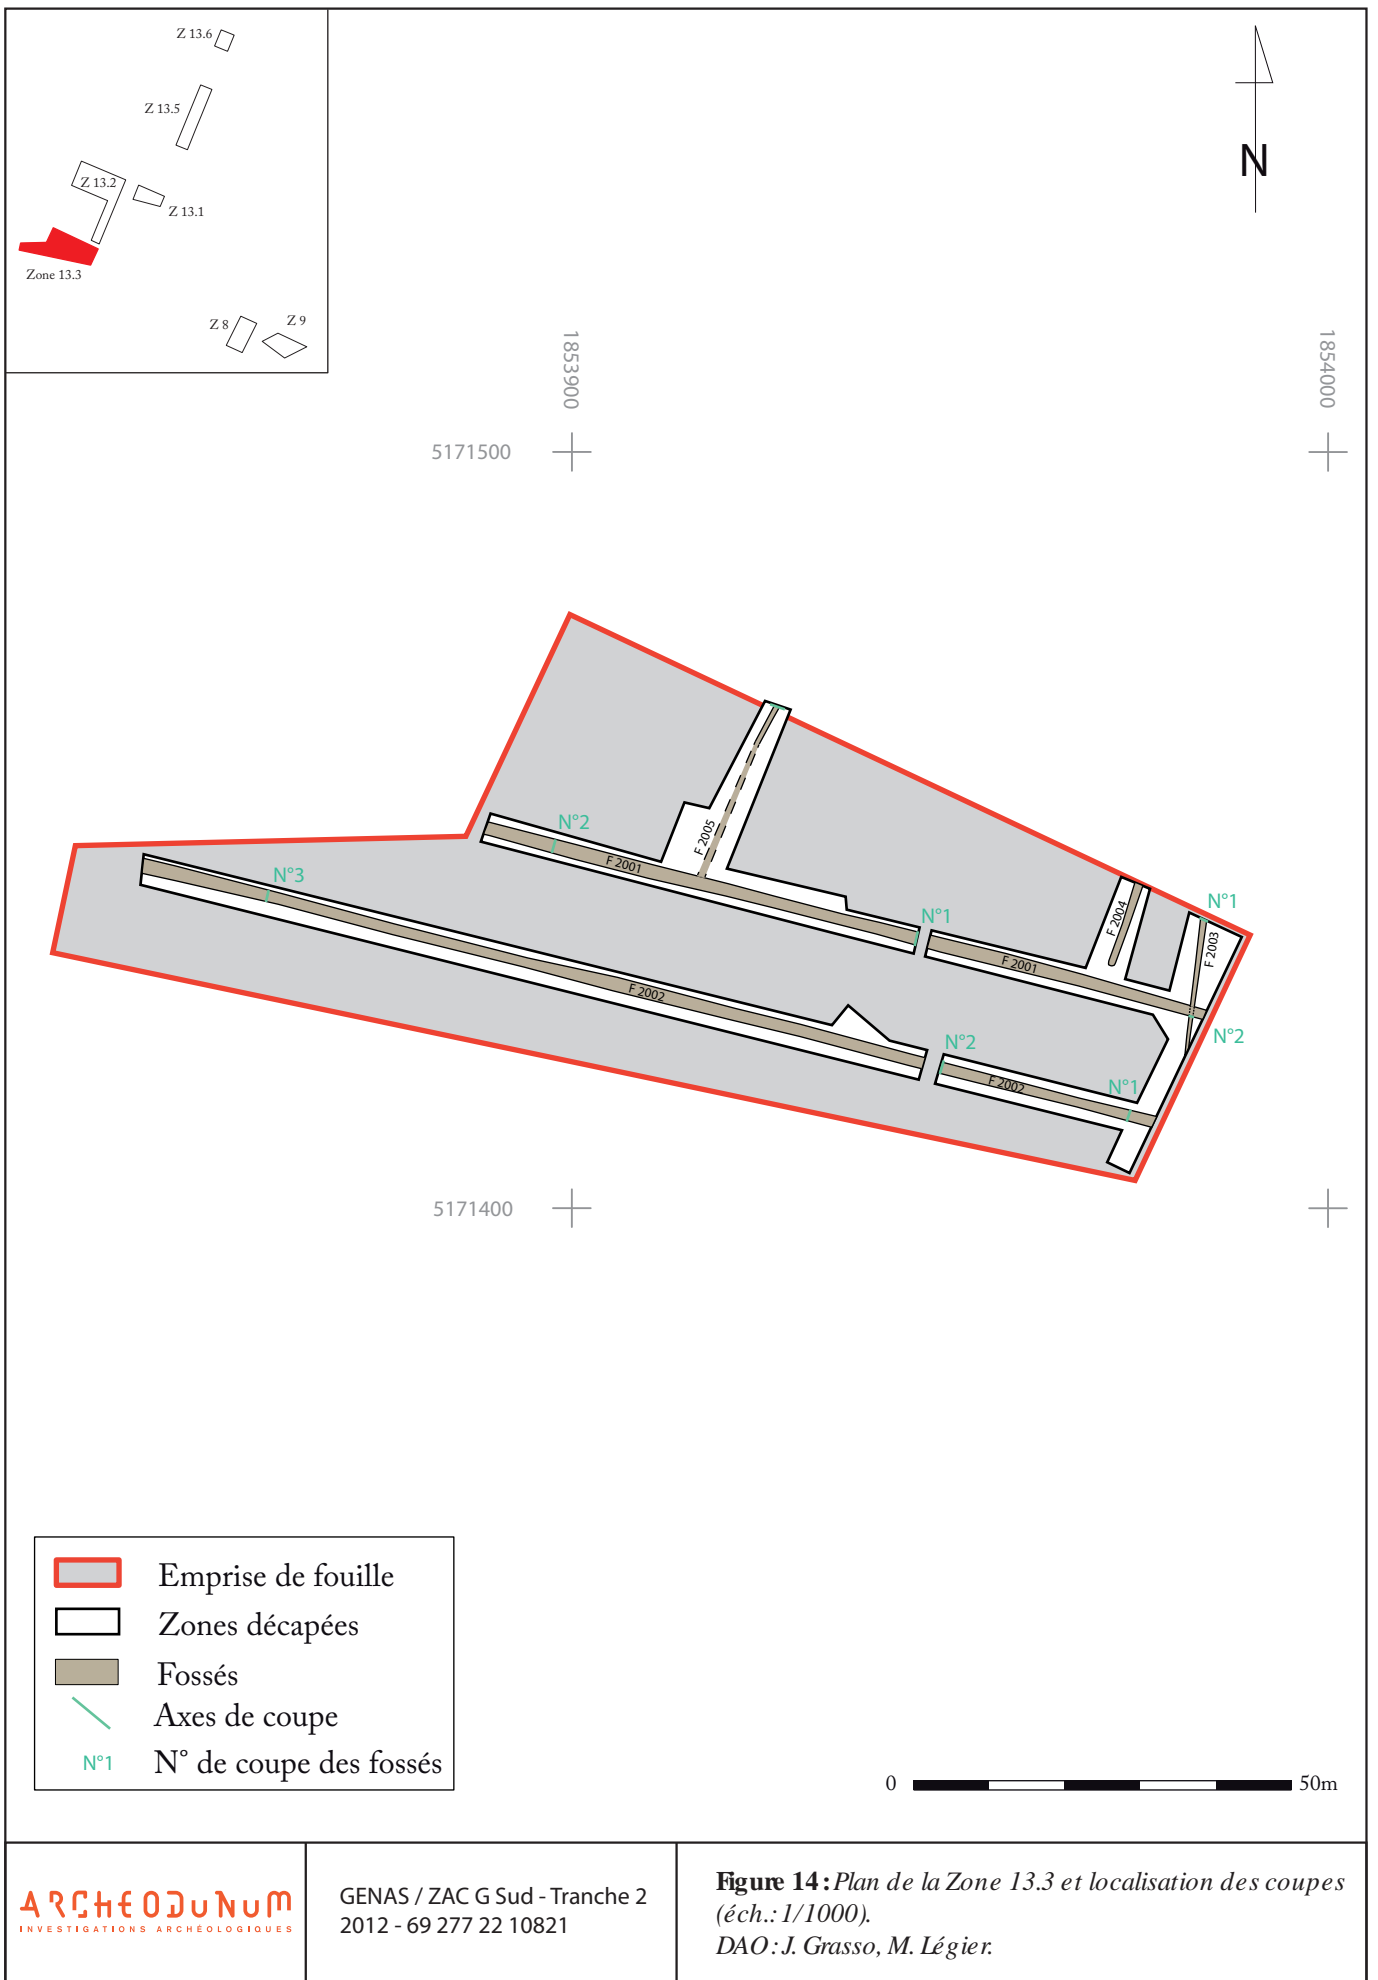 Z 13.6
Z 13.5
Z 13.2
Z 13.1
Zone 13.3
Z 8
Z 9
N
1853900
1854000
5171500
N°2
F 2005
F 2001
N°3
N°1
F 2004
N°1
F 2003
F 2001
F 2002
N°2
N°2
F 2002
N°1
5171400
Emprise de fouille
Zones décapées
Fossés
Axes de coupe
N°1 N° de coupe des fossés
0 50m
ARCHEODUNUM
INVESTIGATIONS ARCHÉOLOGIQUES
GENAS / ZAC G Sud - Tranche 2
2012 - 69 277 22 10821
Figure 14 : Plan de la Zone 13.3 et localisation des coupes
(éch.: 1/1000).
DAO : J. Grasso, M. Légier.